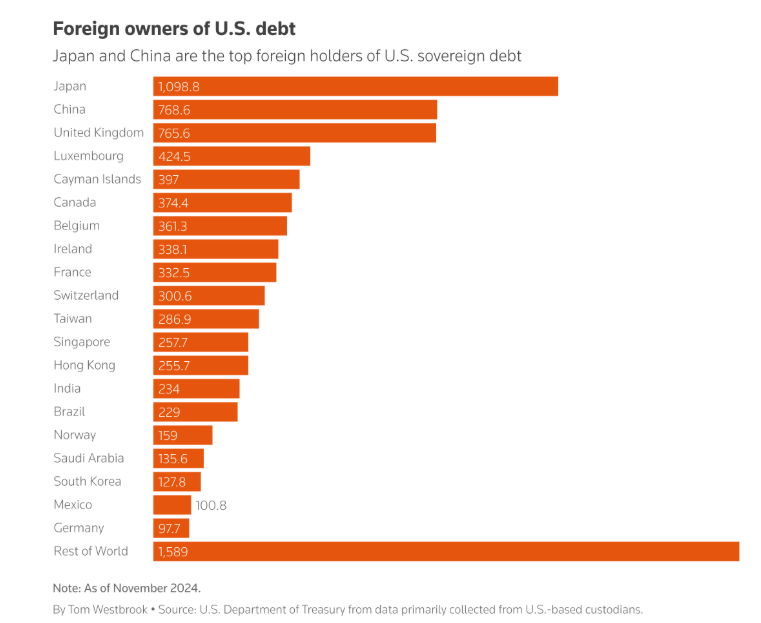 Foreign owners of U.S. debt
Japan and China are the top foreign holders of U.S. sovereign debt
Japan 1,098.8
China 768.6
United Kingdom 765.6
Luxembourg 424.5
Cayman Islands 397
Canada 374.4
Belgium 361.3
Ireland 338.1
France 332.5
Switzerland 300.6
Taiwan 286.9
Singapore 257.7
Hong Kong 255.7
India 234
Brazil 229
Norway 159
Saudi Arabia 135.6
South Korea 127.8
Mexico 100.8
Germany 97.7
Rest of World 1,589
Note: As of November 2024.
By Tom Westbrook • Source: U.S. Department of Treasury from data primarily collected from U.S.-based custodians.